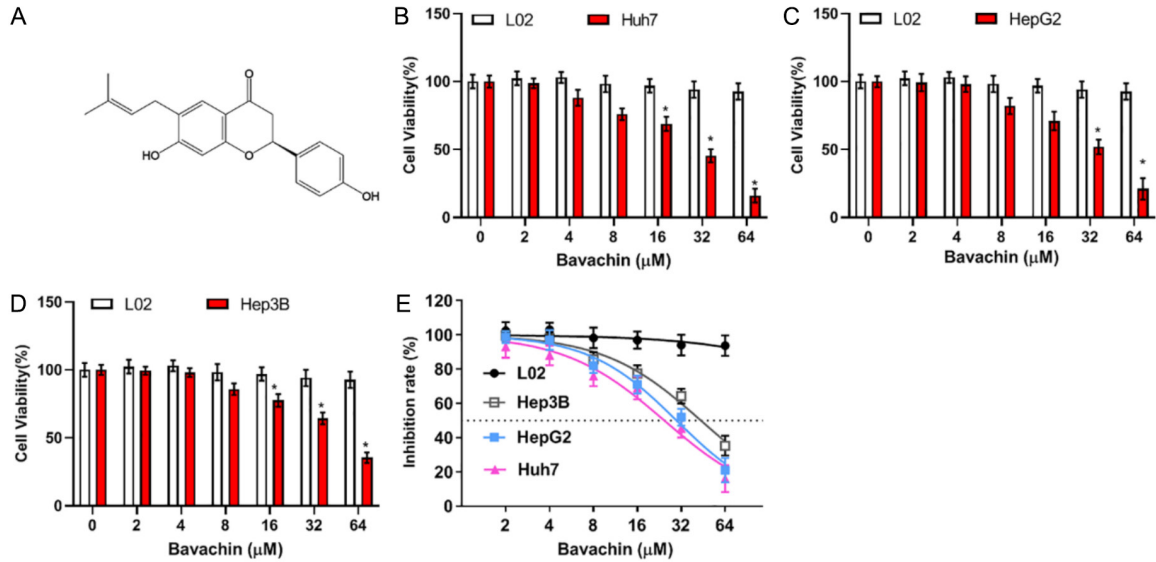 A
O
HO
O
OH
B
L02 Huh7
Cell Viability(%)
150
100
50
0
* * *
0 2 4 8 16 32 64
Bavachin (μM)
C
L02 HepG2
Cell Viability(%)
150
100
50
0
* *
0 2 4 8 16 32 64
Bavachin (μM)
D
L02 Hep3B
Cell Viability(%)
150
100
50
0
* * *
0 2 4 8 16 32 64
Bavachin (μM)
E
Inhibition rate (%)
120
100
80
60
40
20
0
L02
Hep3B
HepG2
Huh7
2 4 8 16 32 64
Bavachin (μM)